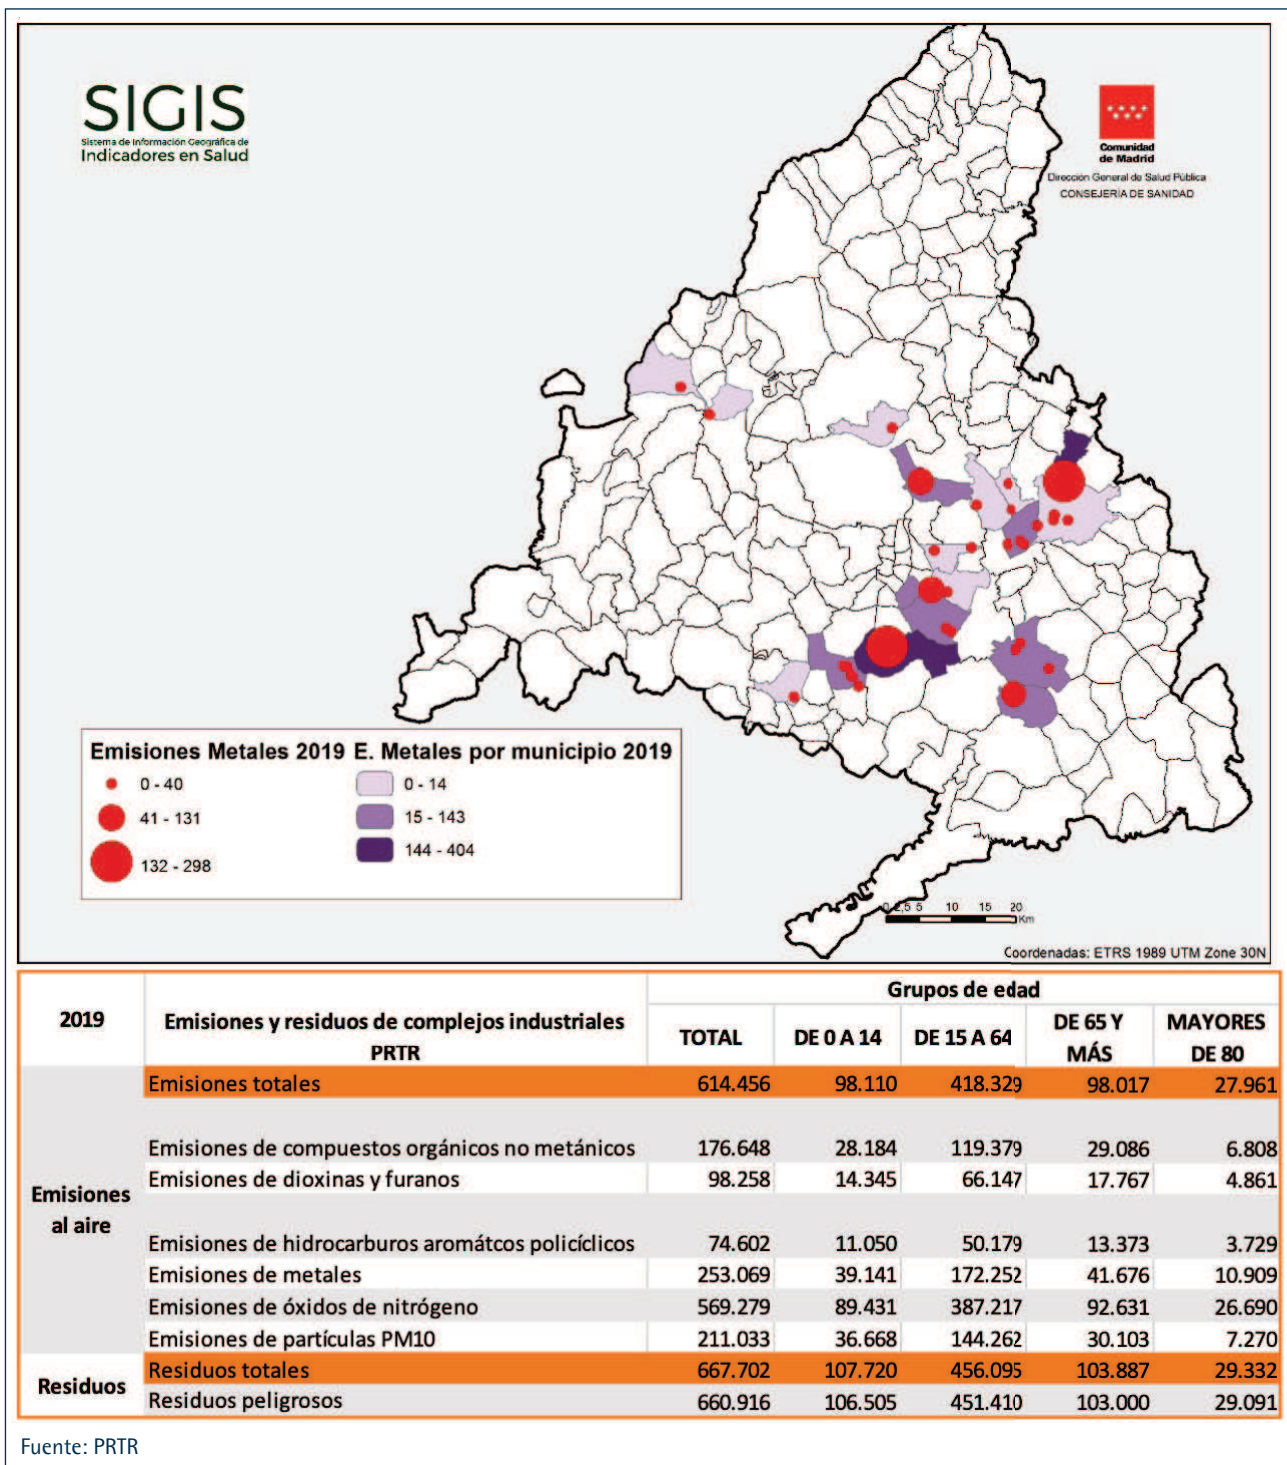 SIGIS
Sistema de Información Geográfica de
Indicadores en Salud
Comunidad
de Madrid
Dirección General de Salud Pública
CONSEJERÍA DE SANIDAD
Emisiones Metales 2019 E. Metales por municipio 2019
0 - 40 0 - 14
41 - 131 15 - 143
132 - 298 144 - 404
0 2,5 5 10 15 20
Km
Coordenadas: ETRS 1989 UTM Zone 30N
2019 Emisiones y residuos de complejos industriales PRTR Grupos de edad
TOTAL DE 0 A 14 DE 15 A 64 DE 65 Y MÁS MAYORES DE 80
Emisiones al aire
Emisiones totales 614.456 98.110 418.329 98.017 27.961
Emisiones de compuestos orgánicos no metánicos 176.648 28.184 119.379 29.086 6.808
Emisiones de dioxinas y furanos 98.258 14.345 66.147 17.767 4.861
Emisiones de hidrocarburos aromátcos policíclicos 74.602 11.050 50.179 13.373 3.729
Emisiones de metales 253.069 39.141 172.252 41.676 10.909
Emisiones de óxidos de nitrógeno 569.279 89.431 387.217 92.631 26.690
Emisiones de partículas PM10 211.033 36.668 144.262 30.103 7.270
Residuos
Residuos totales 667.702 107.720 456.095 103.887 29.332
Residuos peligrosos 660.916 106.505 451.410 103.000 29.091
Fuente: PRTR